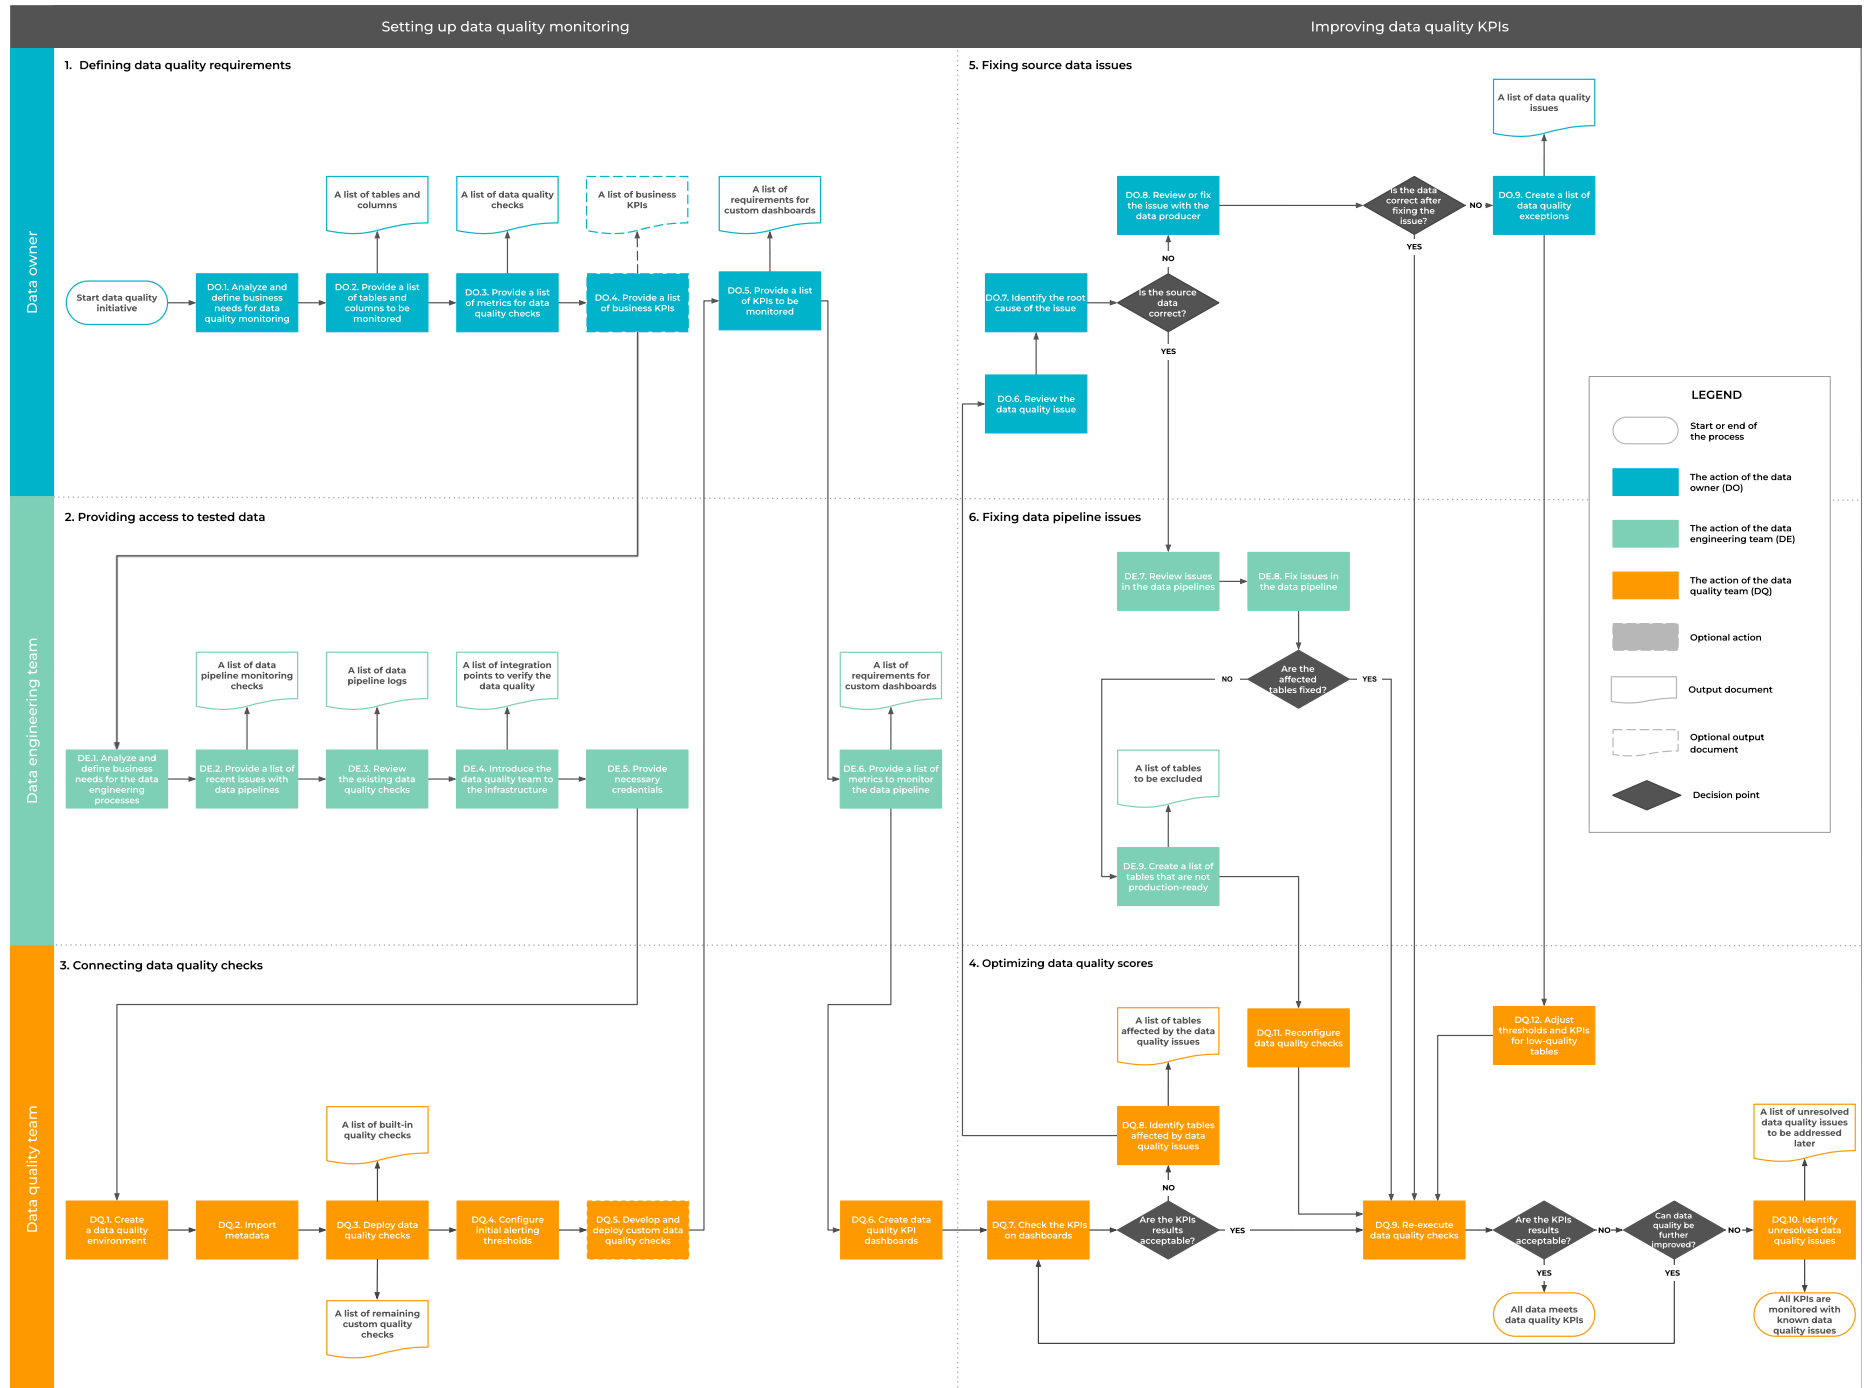 Setting up data quality monitoring
Improving data quality KPIs
Data owner
1. Defining data quality requirements
A list of tables and
columns
A list of data quality
checks
A list of business
KPIs
A list of
requirements for
custom dashboards
Start data quality
initiative
DO.1. Analyze and
define business
needs for data
quality monitoring
DO.2. Provide a list
of tables and
columns to be
monitored
DO.3. Provide a list
of metrics for data
quality checks
DO.4. Provide a list
of business KPIs
DO.5. Provide a list
of KPIs to be
monitored
5. Fixing source data issues
A list of data quality
issues
DO.8. Review or fix
the issue with the
data producer
Is the data
correct after
fixing the
issue?
NO
DO.9. Create a list of
data quality
exceptions
YES
NO
DO.7. Identify the root
cause of the issue
Is the source
data
correct?
YES
DO.6. Review the
data quality issue
LEGEND
Start or end of
the process
The action of the data
owner (DO)
The action of the data
engineering team (DE)
The action of the data
quality team (DQ)
Optional action
Output document
Optional output
document
Decision point
Data engineering team
2. Providing access to tested data
A list of data
pipeline monitoring
checks
A list of data
pipeline logs
A list of integration
points to verify the
data quality
A list of
requirements for
custom dashboards
DE.1. Analyze and
define business
needs for the data
engineering
processes
DE.2. Provide a list of
recent issues with
data pipelines
DE.3. Review
the existing data
quality checks
DE.4. Introduce the
data quality team to
the infrastructure
DE.5. Provide
necessary
credentials
DE.6. Provide a list of
metrics to monitor
the data pipeline
6. Fixing data pipeline issues
DE.7. Review issues
in the data pipelines
DE.8. Fix issues in
the data pipeline
NO
Are the
affected
tables fixed?
YES
A list of tables
to be excluded
DE.9. Create a list of
tables that are not
production-ready
Data quality team
3. Connecting data quality checks
A list of built-in
quality checks
DQ.1. Create
a data quality
environment
DQ.2. Import
metadata
DQ.3. Deploy data
quality checks
DQ.4. Configure
initial alerting
thresholds
DQ.5. Develop and
deploy custom data
quality checks
DQ.6. Create data
quality KPI
dashboards
A list of remaining
custom quality
checks
4. Optimizing data quality scores
A list of tables
affected by the data
quality issues
DQ.11. Reconfigure
data quality checks
DQ.12. Adjust
thresholds and KPIs
for low-quality
tables
DQ.8. Identify tables
affected by data
quality issues
A list of unresolved
data quality issues
to be addressed
later
NO
DQ.7. Check the KPIs
on dashboards
Are the KPIs
results
acceptable?
YES
DQ.9. Re-execute
data quality checks
Are the KPIs
results
acceptable?
NO
Can data
quality be
further
improved?
NO
DQ.10. Identify
unresolved data
quality issues
YES
YES
All data meets
data quality KPIs
All KPIs are
monitored with
known data
quality issues